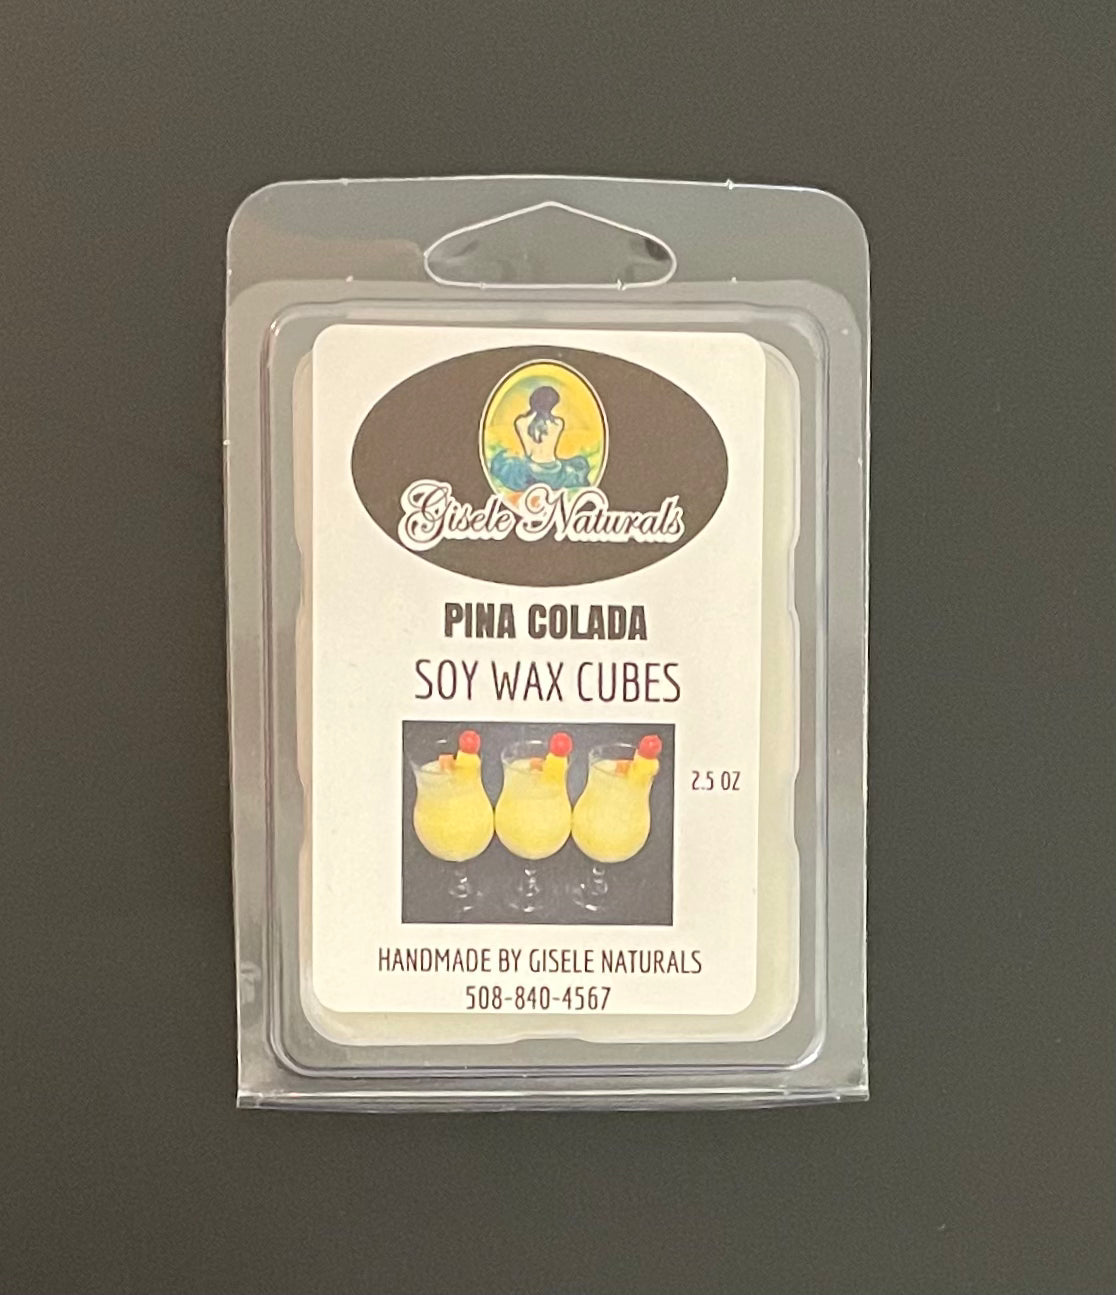 Gisele Naturals
PINA COLADA
SOY WAX CUBES
2.5 OZ
HANDMADE BY GISELE NATURALS
508-840-4567